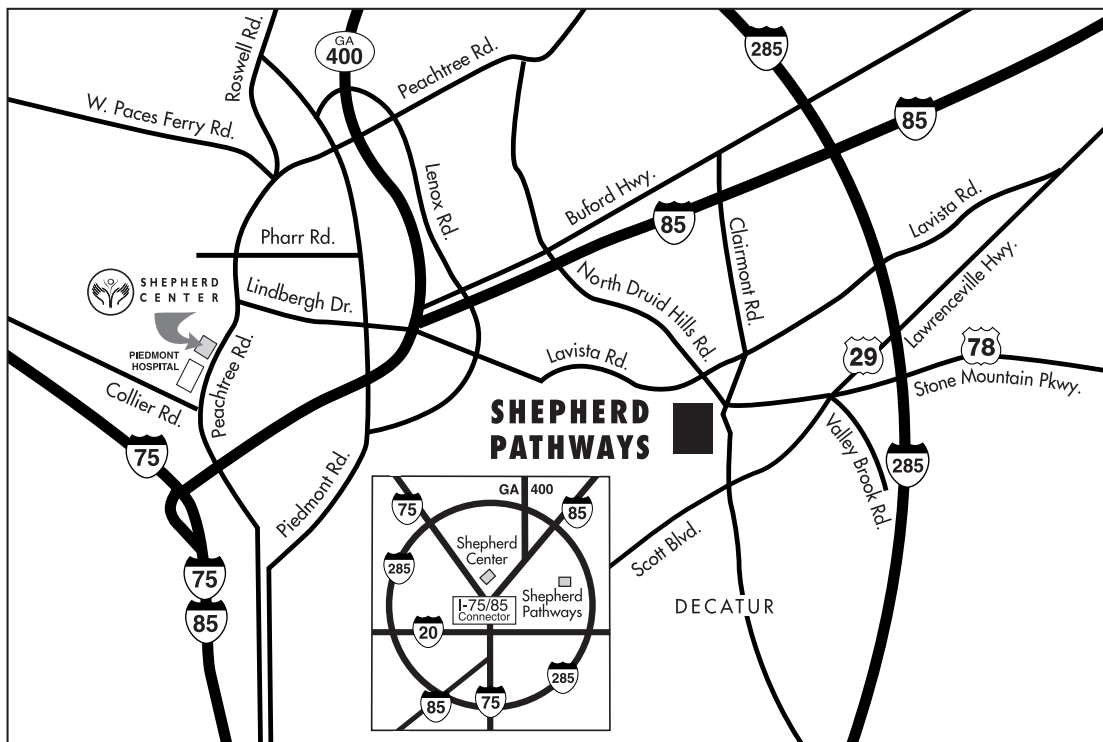 Roswell Rd.
GA
400
Peachtree Rd.
285
85
W. Paces Ferry Rd.
Lenox Rd.
Buford Hwy.
85
Clairmont Rd.
Lavista Rd.
Pharr Rd.
SHEPHERD
CENTER
Lindbergh Dr.
North Druid Hills Rd.
Lawrenceville Hwy.
PIEDMONT
HOSPITAL
Peachtree Rd.
Lavista Rd.
29
78
Stone Mountain Pkwy.
Collier Rd.
SHEPHERD
PATHWAYS
75
Valley Brook Rd.
285
Piedmont Rd.
Scott Blvd.
75
85
DECATUR
GA 400
75
85
285
Shepherd
Center
Shepherd
Pathways
I-75/85
Connector
20
285
85
75